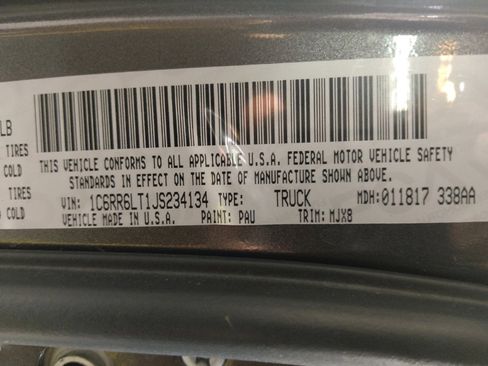 LB
TIRES
COLD
TIRES
COLD
THIS VEHICLE CONFORMS TO ALL APPLICABLE U.S.A. FEDERAL MOTOR VEHICLE SAFETY
STANDARDS IN EFFECT ON THE DATE OF MANUFACTURE SHOWN ABOVE.
VIN: 1C6RR6LT1JS234134 TYPE: TRUCK MDH: 011817 338AA
VEHICLE MADE IN U.S.A. PAINT: PAU TRIM: MJX8